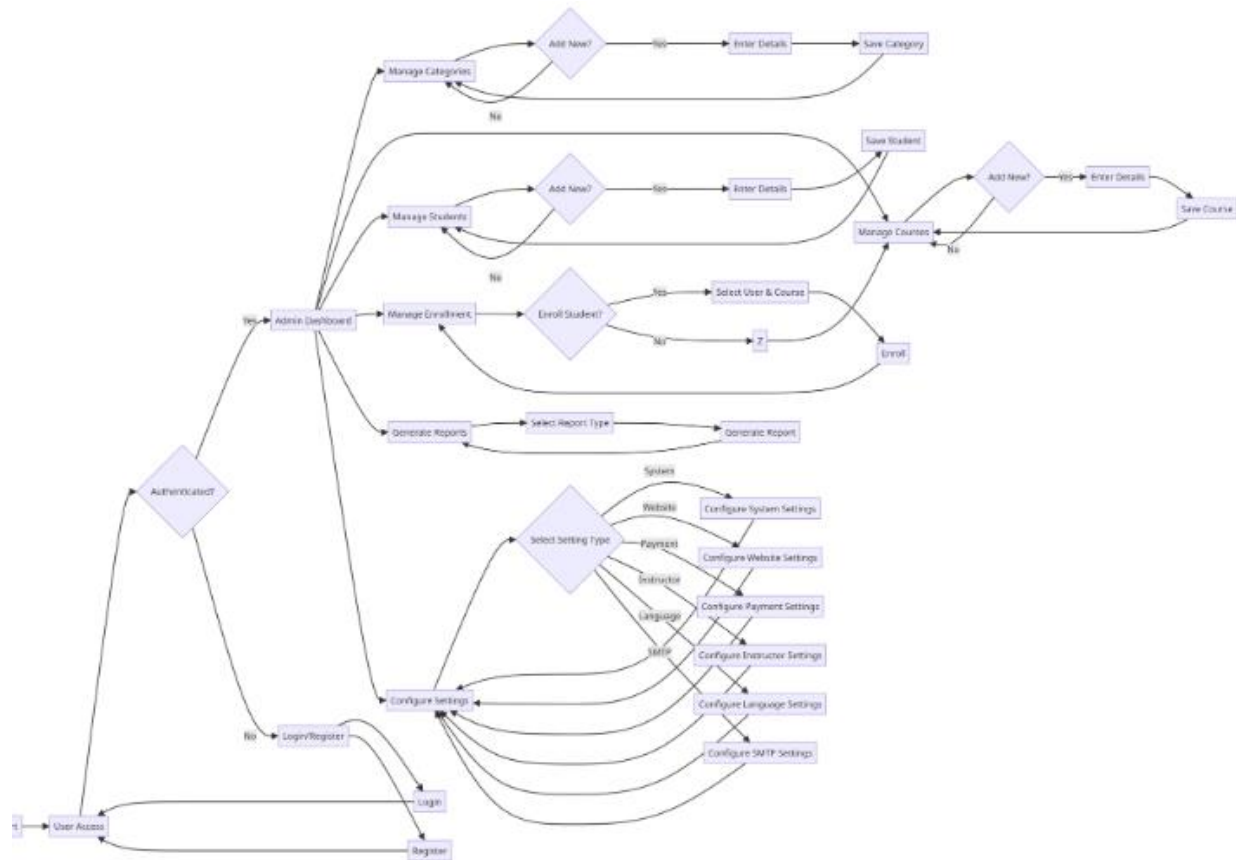 Add New?
Yes
Enter Details
Save Category
Manage Categories
No
Save Student
Add New?
Yes
Enter Details
Manage Students
No
Add New?
Yes
Enter Details
Save Course
Manage Courses
No
Yes
Admin Dashboard
Manage Enrollment
Enroll Student?
Yes
Select User & Course
No
Z
Enroll
Generate Reports
Select Report Type
Generate Report
Authenticated?
System
Configure System Settings
Website
Configure Website Settings
Select Setting Type
Payment
Configure Payment Settings
Instructor
Configure Instructor Settings
Language
Configure Language Settings
SMTP
Configure SMTP Settings
Configure Settings
No
Login/Register
Login
User Access
Register